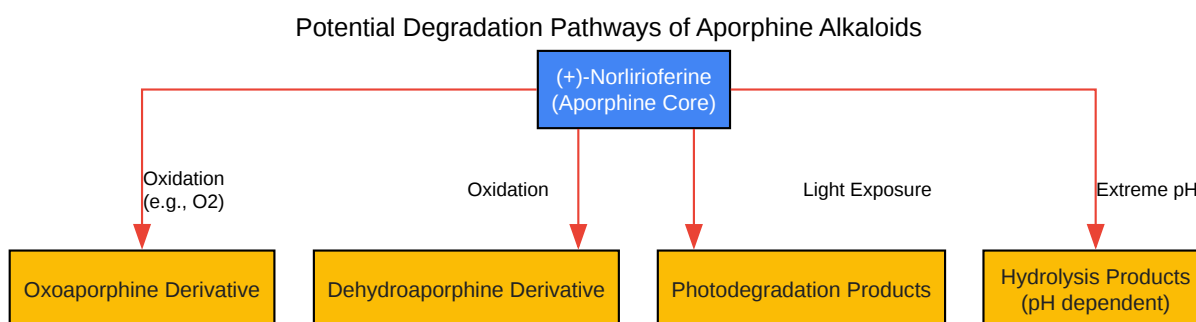 Potential Degradation Pathways of Aporphine Alkaloids
(+)-Norlirioferine
(Aporphine Core)
Oxidation
(e.g., O2)
Oxidation
Light Exposure
Extreme pH
Oxoaporphine Derivative
Dehydroaporphine Derivative
Photodegradation Products
Hydrolysis Products
(pH dependent)